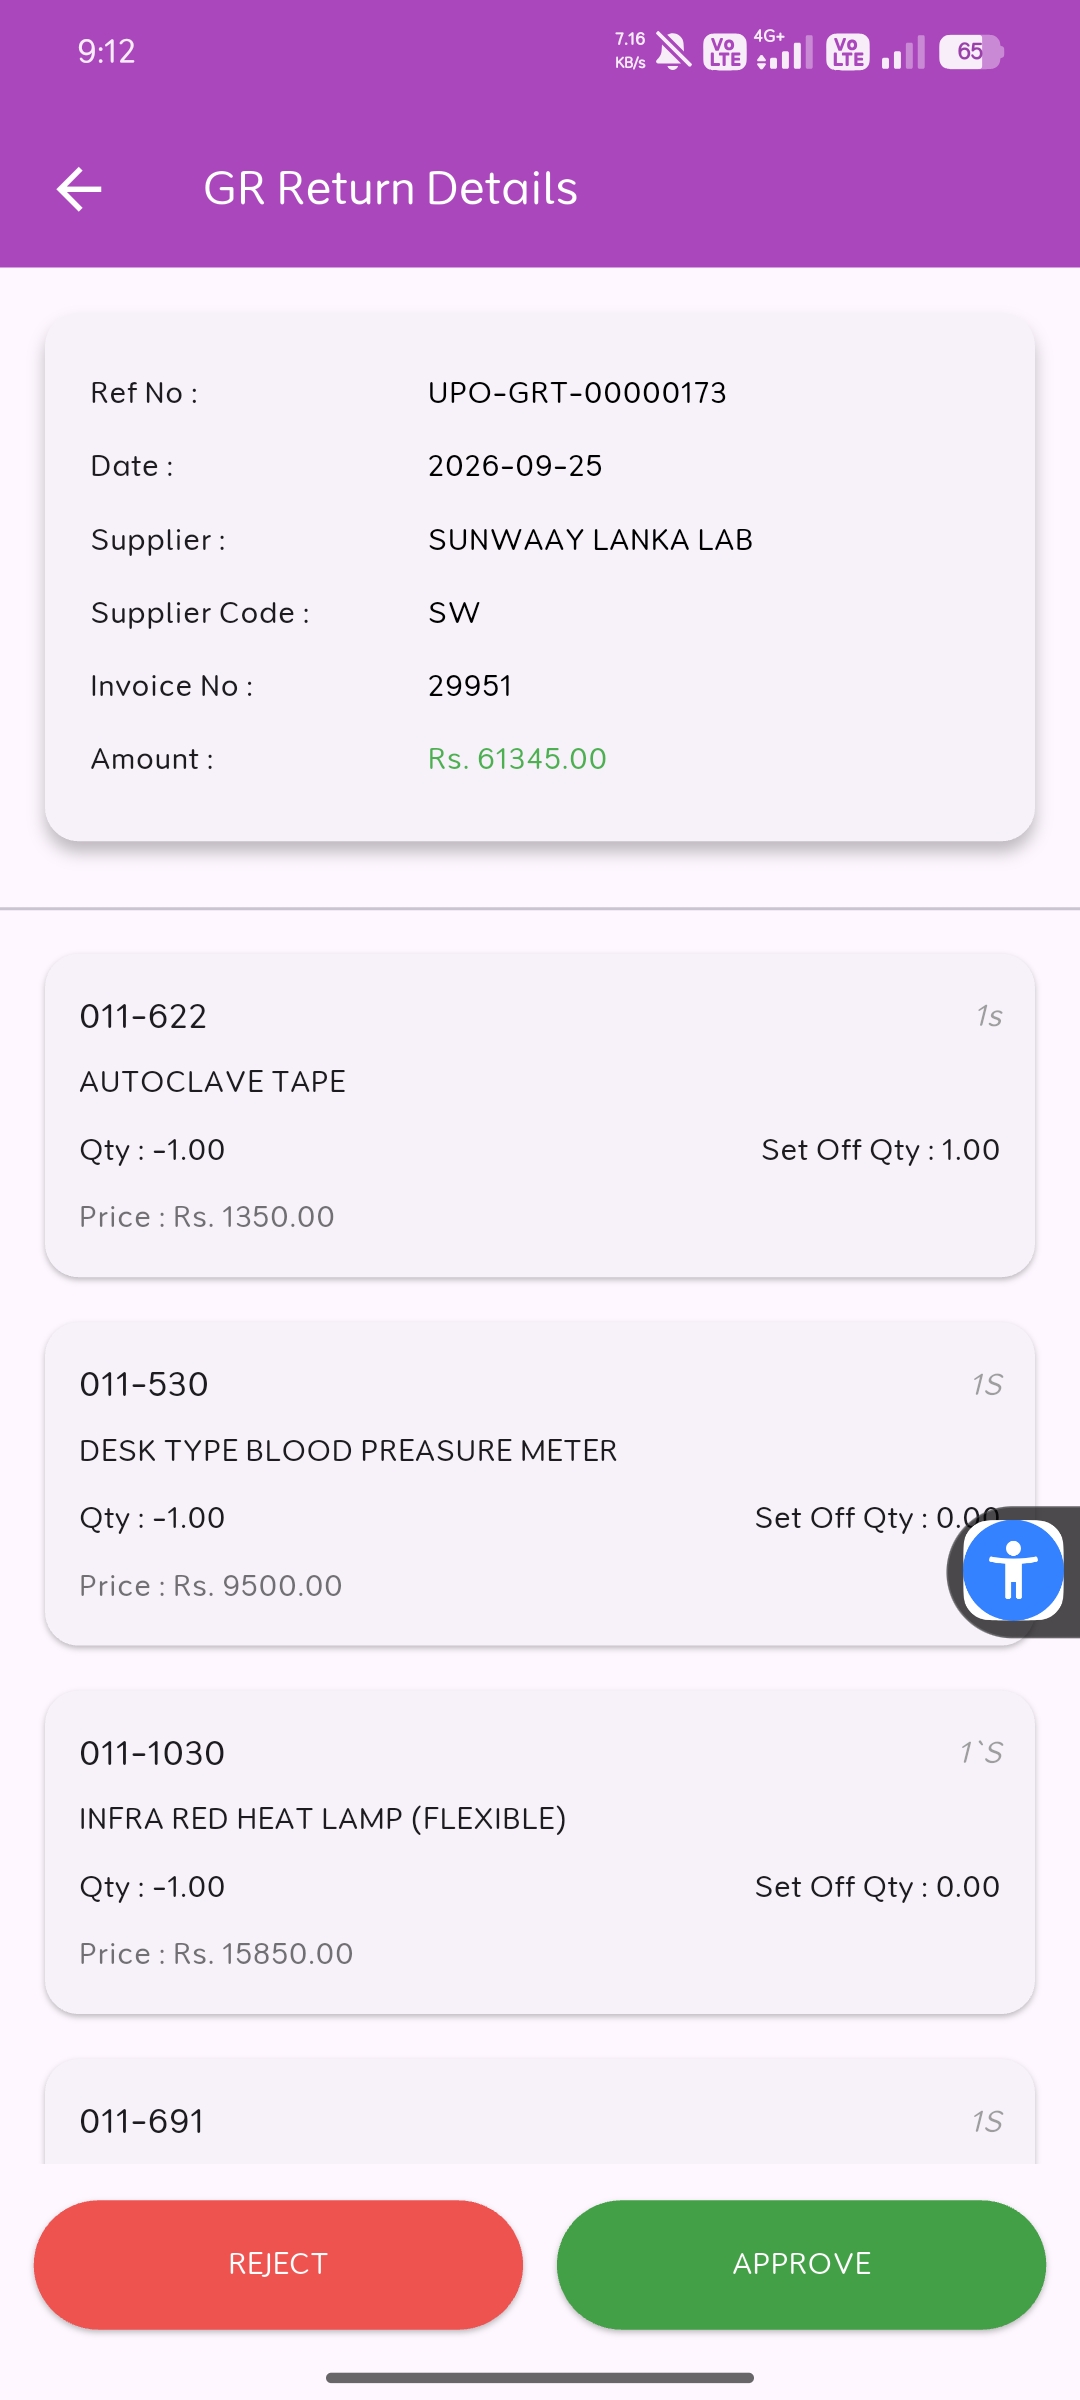 9:12
7.16 KB/s Vo LTE 4G+ Vo LTE 65
GR Return Details
Ref No : UPO-GRT-00000173
Date : 2026-09-25
Supplier : SUNWAAY LANKA LAB
Supplier Code : SW
Invoice No : 29951
Amount : Rs. 61345.00
011-622 1s
AUTOCLAVE TAPE
Qty : -1.00 Set Off Qty : 1.00
Price : Rs. 1350.00
011-530 1S
DESK TYPE BLOOD PREASURE METER
Qty : -1.00 Set Off Qty : 0.00
Price : Rs. 9500.00
011-1030 1`S
INFRA RED HEAT LAMP (FLEXIBLE)
Qty : -1.00 Set Off Qty : 0.00
Price : Rs. 15850.00
011-691 1S
REJECT APPROVE